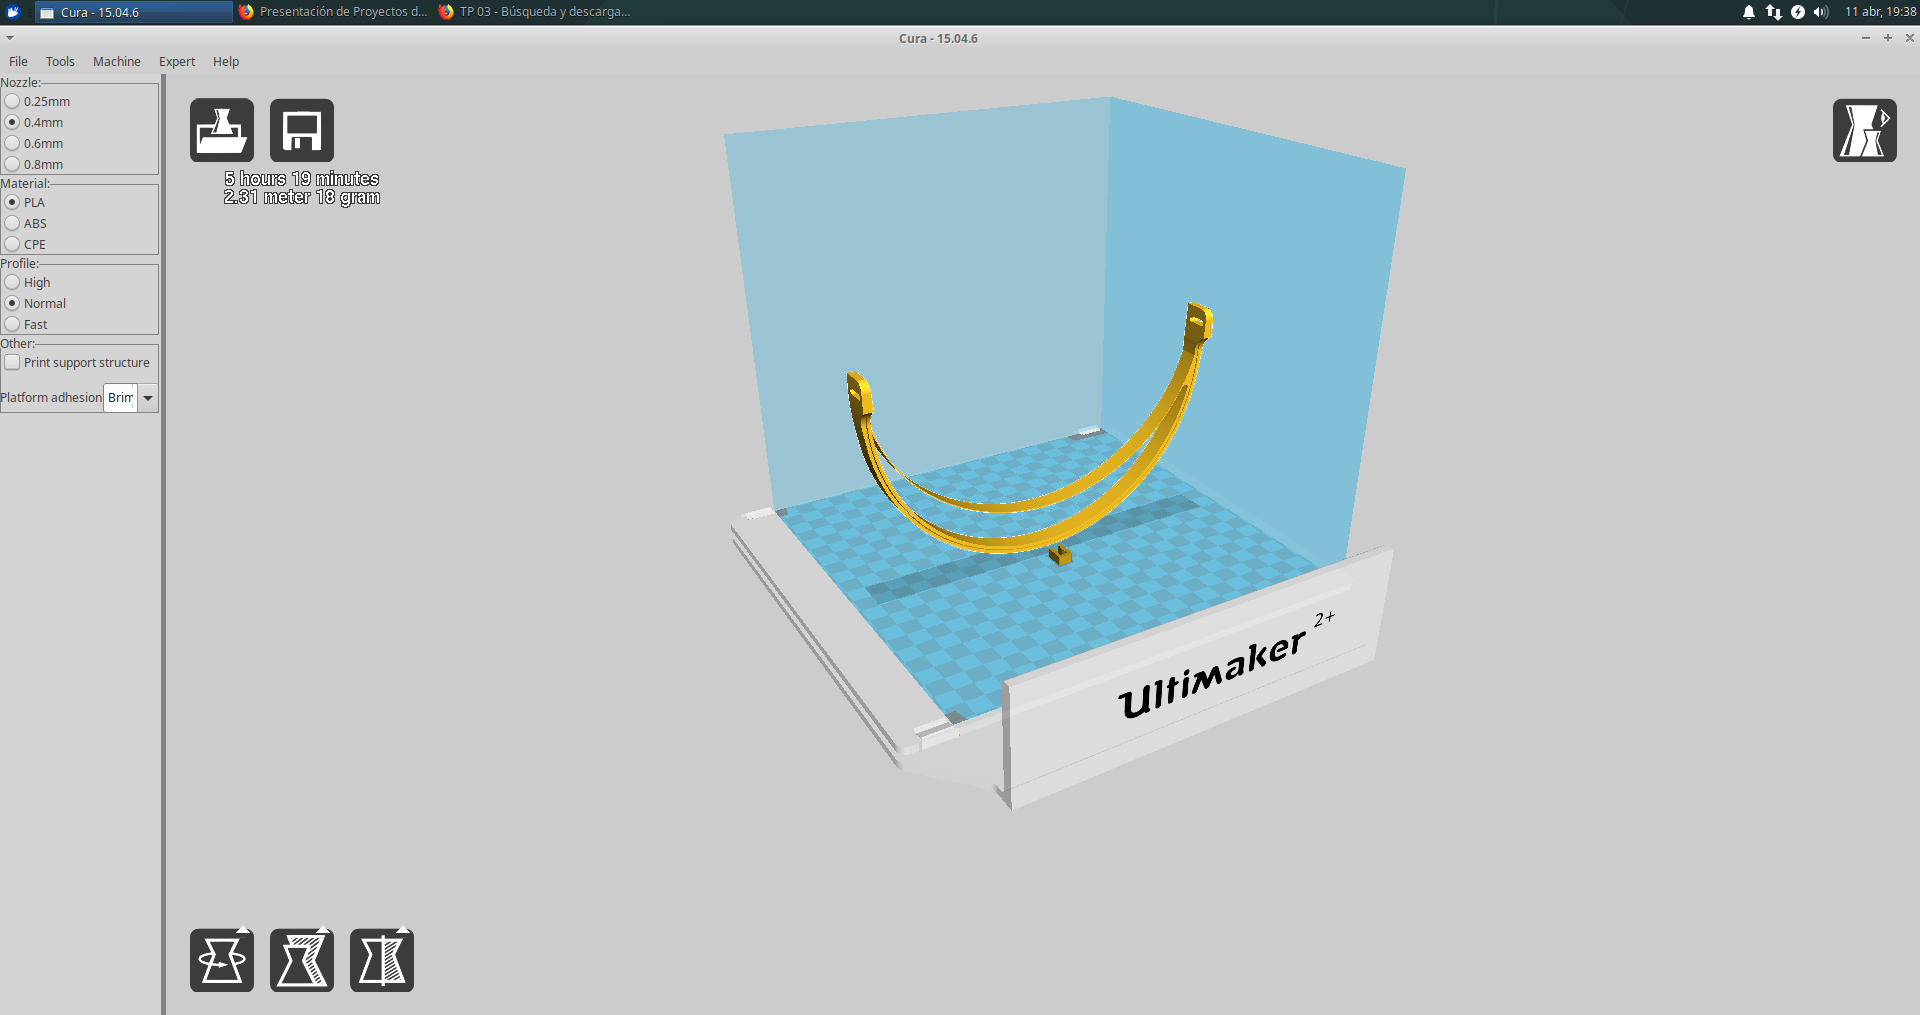 Cura - 15.04.6
Presentación de Proyectos d...
TP 03 - Búsqueda y descarga...
11 abr, 19:38
Cura - 15.04.6
File Tools Machine Expert Help
Nozzle:
0.25mm
0.4mm
0.6mm
0.8mm
Material:
PLA
ABS
CPE
Profile:
High
Normal
Fast
Other:
Print support structure
Platform adhesion Brim
5 hours 19 minutes
2.31 meter 18 gram
Ultimaker 2+